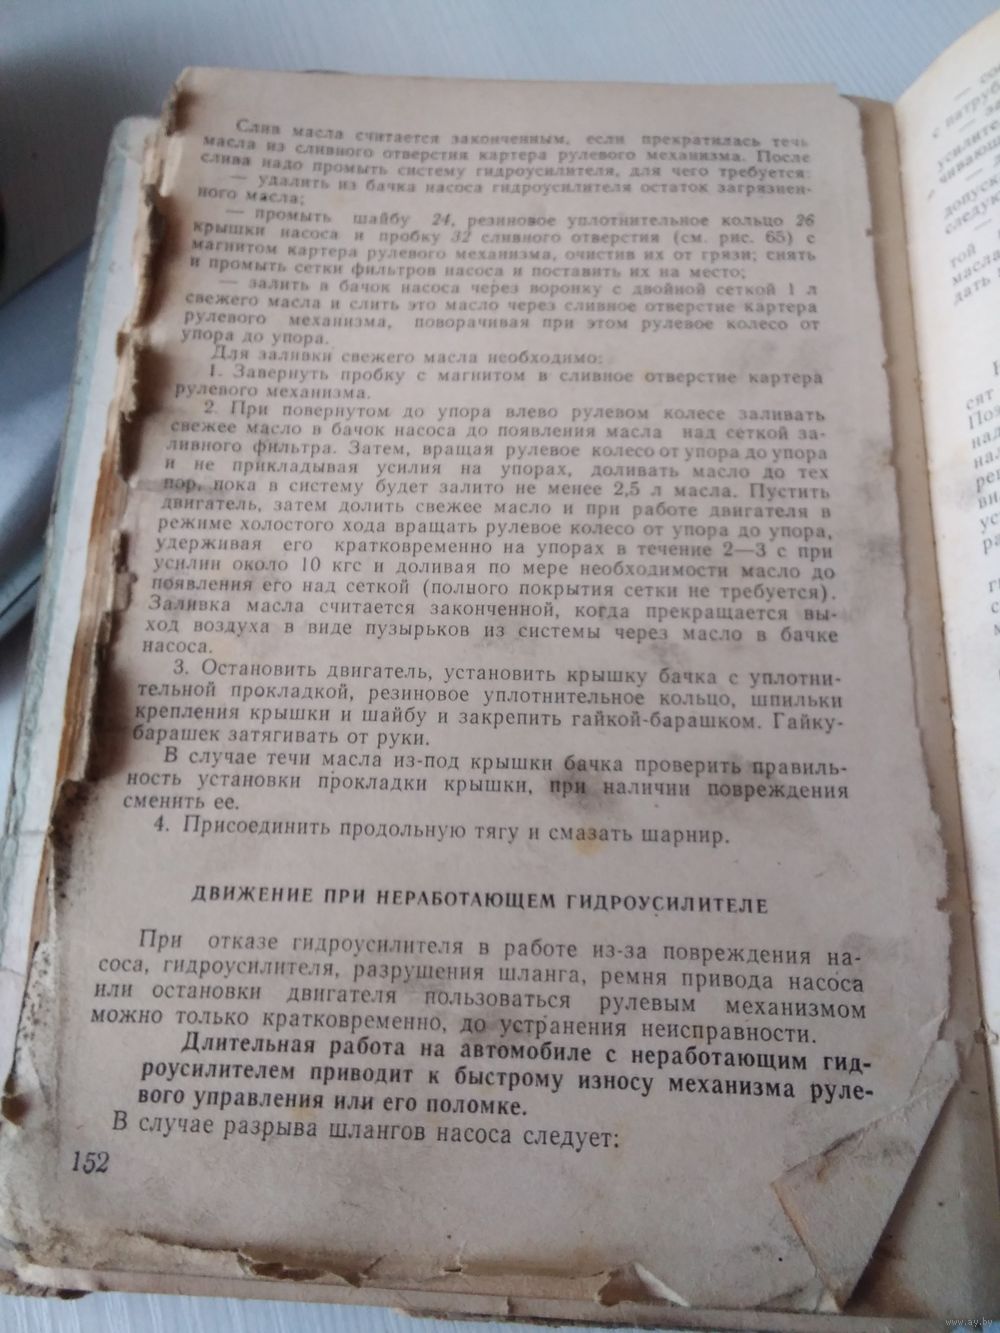 Слив масла считается законченным, если прекратилась течь
масла из сливного отверстия картера рулевого механизма. После
слива надо промыть систему гидроусилителя, для чего требуется:
— удалить из бачка насоса гидроусилителя остаток загрязнен-
ного масла;
— промыть шайбу 24, резиновое уплотнительное кольцо 26
крышки насоса и пробку 32 сливного отверстия (см. рис. 65) с
магнитом картера рулевого механизма, очистив их от грязи; снять
и промыть сетки фильтров насоса и поставить их на место;
— залить в бачок насоса через воронку с двойной сеткой 1 л
свежего масла и слить это масло через сливное отверстие картера
рулевого механизма, поворачивая при этом рулевое колесо от
упора до упора.
Для заливки свежего масла необходимо:
1. Завернуть пробку с магнитом в сливное отверстие картера
рулевого механизма.
2. При повернутом до упора влево рулевом колесе заливать
свежее масло в бачок насоса до появления масла над сеткой за-
ливного фильтра. Затем, вращая рулевое колесо от упора до упора
и не прикладывая усилия на упорах, доливать масло до тех
пор, пока в систему будет залито не менее 2,5 л масла. Пустить
двигатель, затем долить свежее масло и при работе двигателя в
режиме холостого хода вращать рулевое колесо от упора до упора,
удерживая его кратковременно на упорах в течение 2—3 с при
усилии около 10 кгс и доливая по мере необходимости масло до
появления его над сеткой (полного покрытия сетки не требуется).
Заливка масла считается законченной, когда прекращается вы-
ход воздуха в виде пузырьков из системы через масло в бачке
насоса.
3. Остановить двигатель, установить крышку бачка с уплотни-
тельной прокладкой, резиновое уплотнительное кольцо, шпильки
крепления крышки и шайбу и закрепить гайкой-барашком. Гайку-
барашек затягивать от руки.
В случае течи масла из-под крышки бачка проверить правиль-
ность установки прокладки крышки, при наличии повреждения
сменить ее.
4. Присоединить продольную тягу и смазать шарнир.
ДВИЖЕНИЕ ПРИ НЕРАБОТАЮЩЕМ ГИДРОУСИЛИТЕЛЕ
При отказе гидроусилителя в работе из-за повреждения на-
соса, гидроусилителя, разрушения шланга, ремня привода насоса
или остановки двигателя пользоваться рулевым механизмом
можно только кратковременно, до устранения неисправности.
Длительная работа на автомобиле с неработающим гид-
роусилителем приводит к быстрому износу механизма руле-
вого управления или его поломке.
В случае разрыва шлангов насоса следует:
152
с патруб
усилите
чивающ
допуск
следую
той
масла
дать
сят
Поз
над
www.ay.by